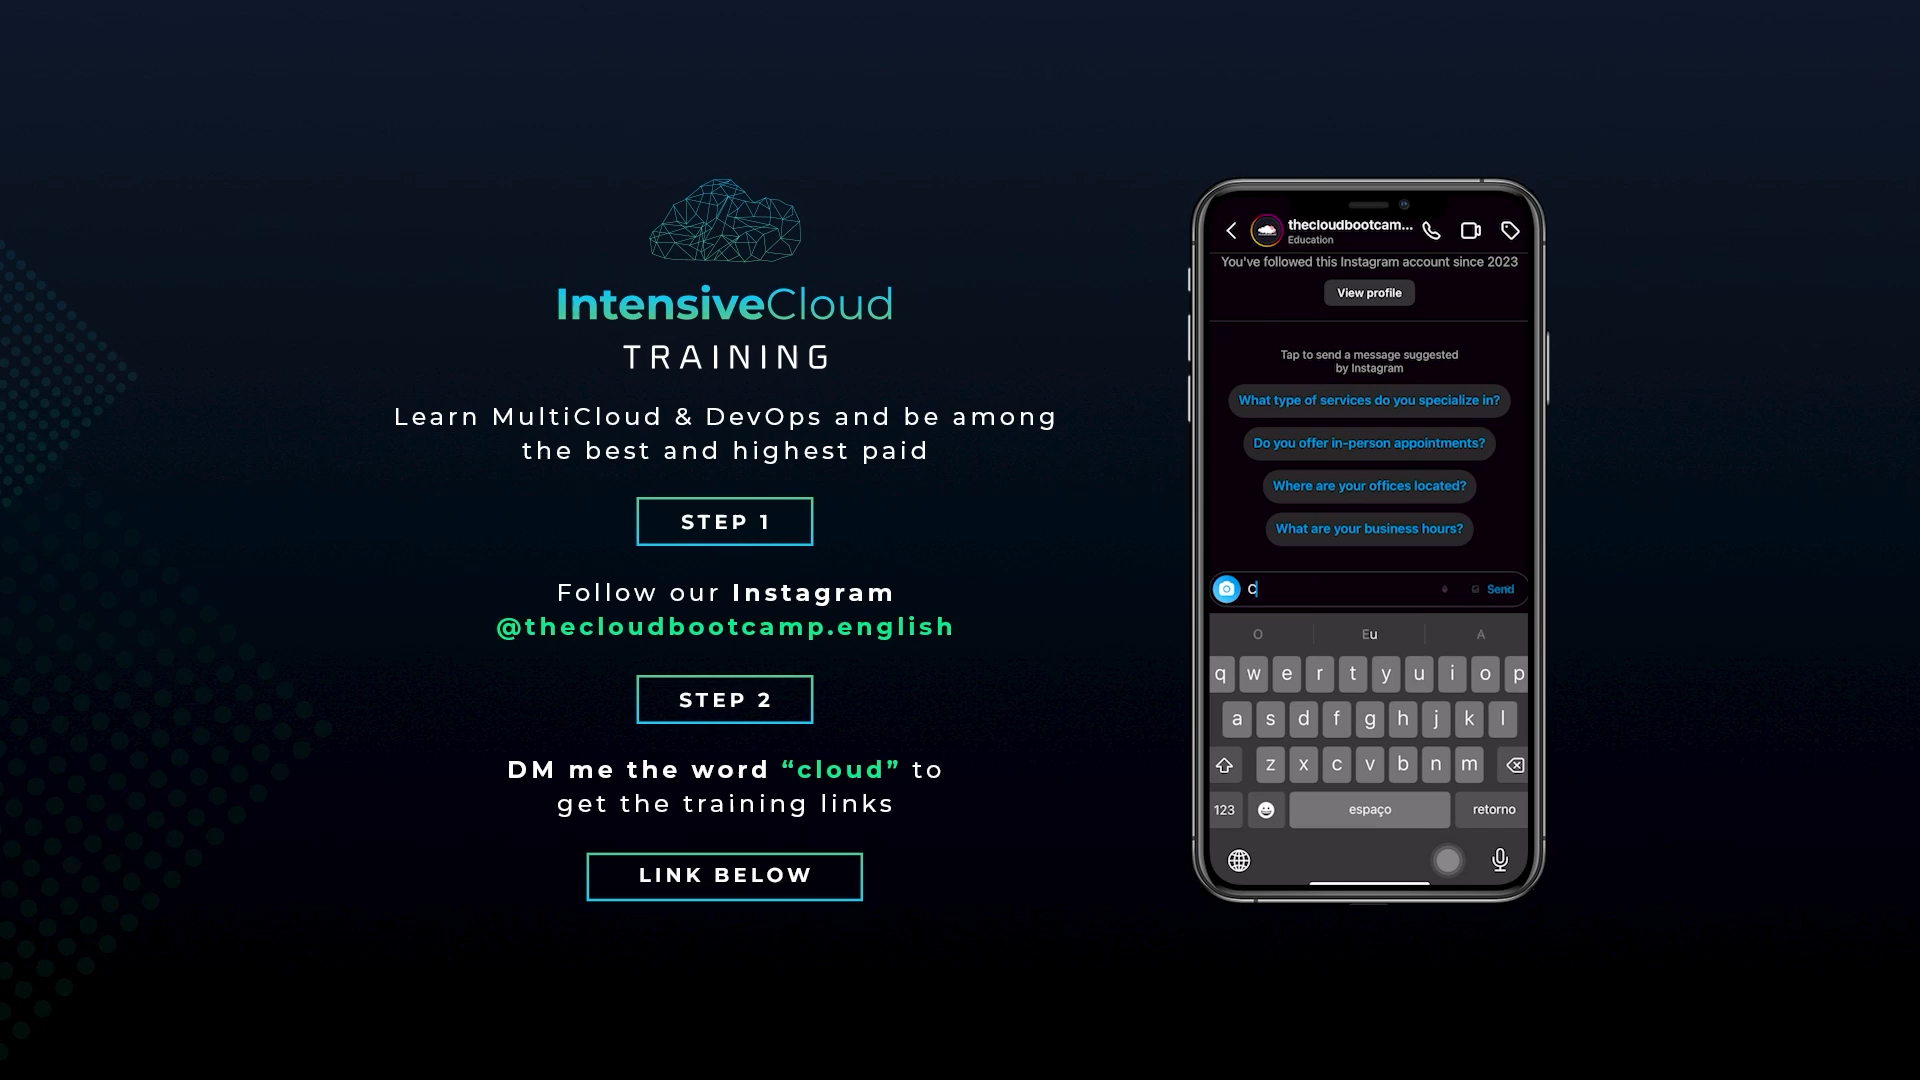 IntensiveCloud
TRAINING
Learn MultiCloud & DevOps and be among
the best and highest paid
STEP 1
Follow our Instagram
@thecloudbootcamp.english
STEP 2
DM me the word “cloud” to
get the training links
LINK BELOW
thecloudbootcam...
Education
You've followed this Instagram account since 2023
View profile
Tap to send a message suggested
by Instagram
What type of services do you specialize in?
Do you offer in-person appointments?
Where are your offices located?
What are your business hours?
C Send
O Eu A
q w e r t y u i o p
a s d f g h j k l
z x c v b n m
123 espaço retorno